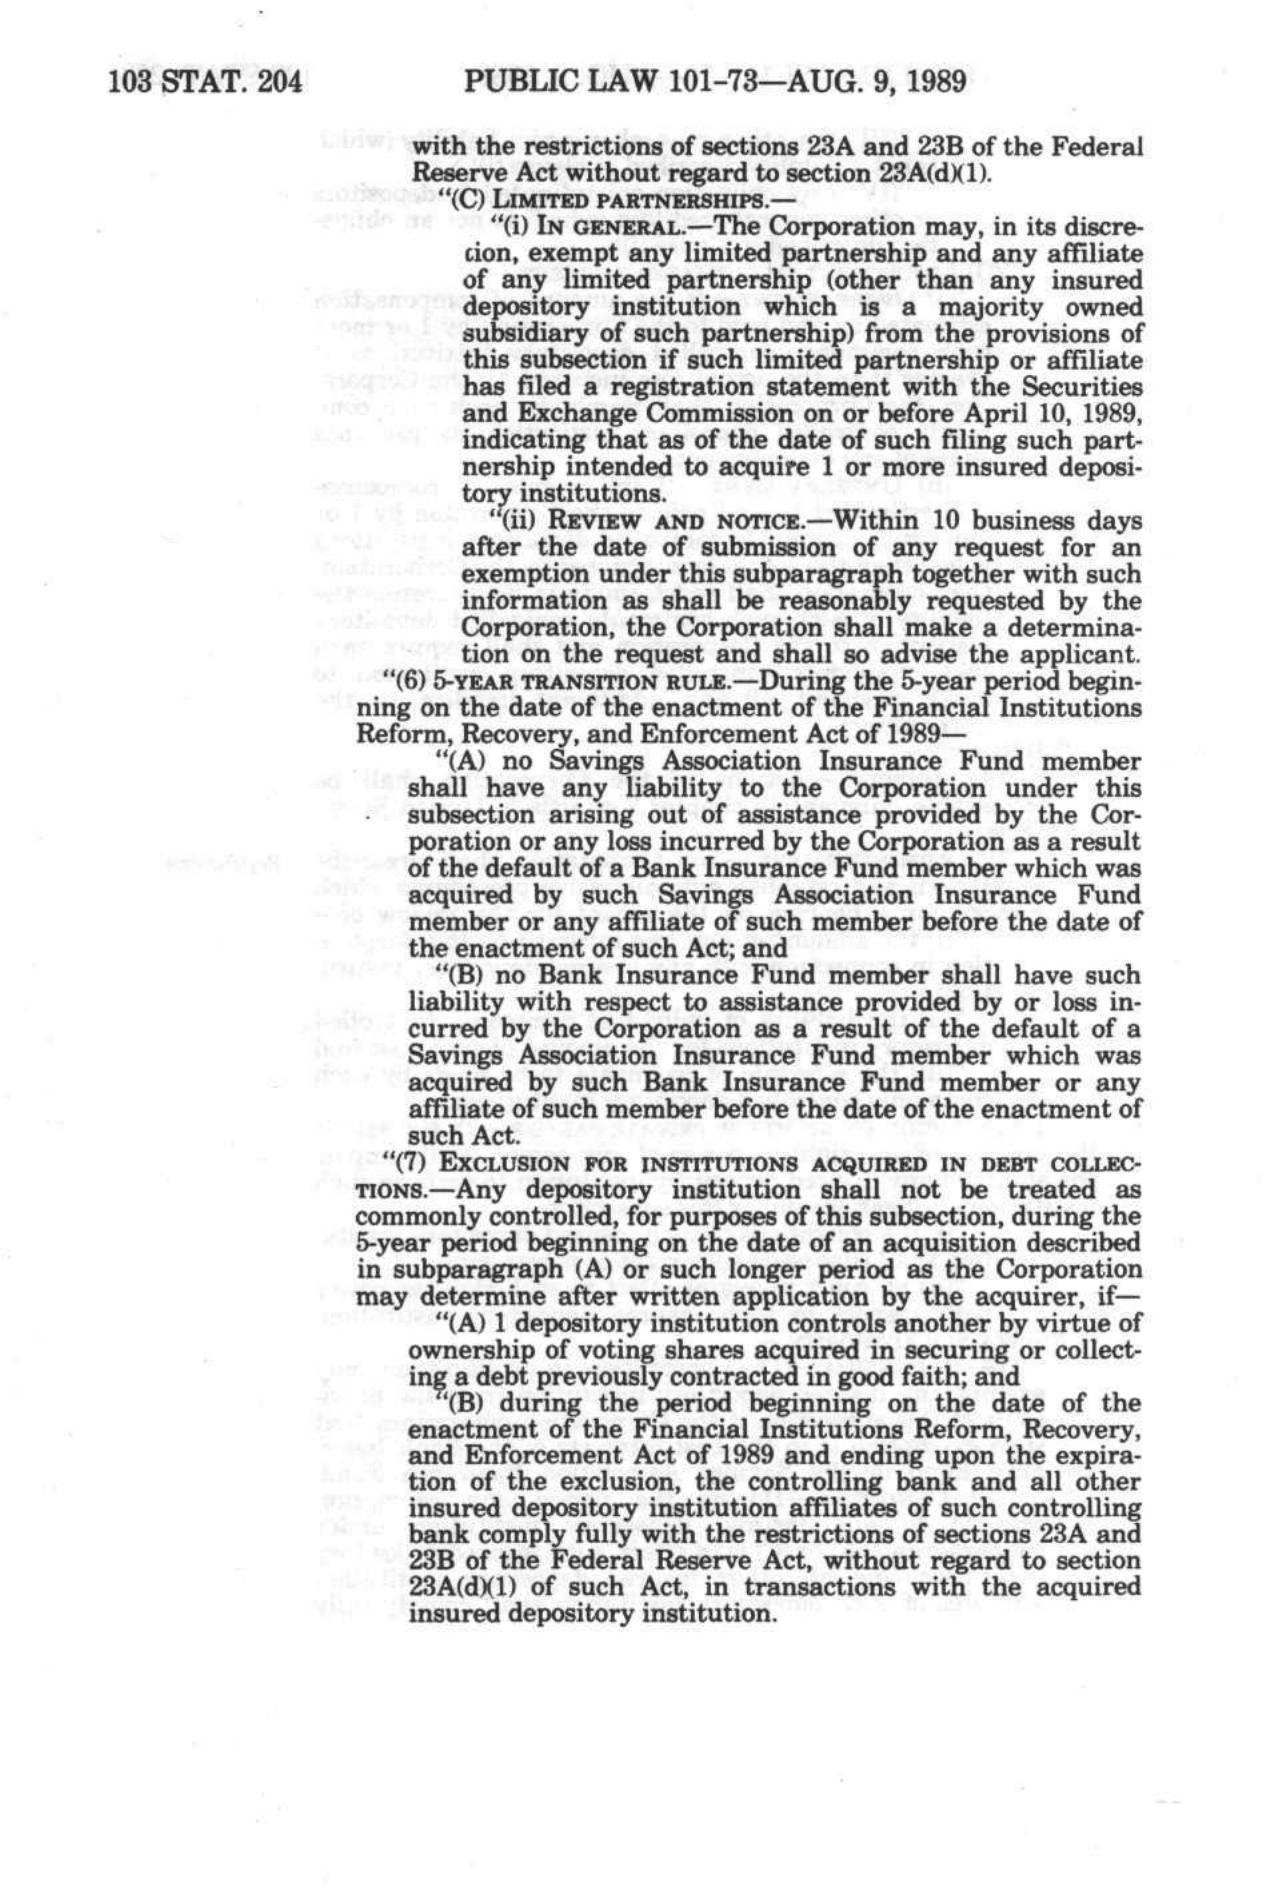 103 STAT. 204 PUBLIC LAW 101-73—AUG. 9, 1989
with the restrictions of sections 23A and 23B of the Federal
Reserve Act without regard to section 23A(d)(1).
“(C) LIMITED PARTNERSHIPS.—
“(i) IN GENERAL.—The Corporation may, in its discre-
tion, exempt any limited partnership and any affiliate
of any limited partnership (other than any insured
depository institution which is a majority owned
subsidiary of such partnership) from the provisions of
this subsection if such limited partnership or affiliate
has filed a registration statement with the Securities
and Exchange Commission on or before April 10, 1989,
indicating that as of the date of such filing such part-
nership intended to acquire 1 or more insured deposi-
tory institutions.
“(ii) REVIEW AND NOTICE.—Within 10 business days
after the date of submission of any request for an
exemption under this subparagraph together with such
information as shall be reasonably requested by the
Corporation, the Corporation shall make a determina-
tion on the request and shall so advise the applicant.
“(6) 5-YEAR TRANSITION RULE.—During the 5-year period begin-
ning on the date of the enactment of the Financial Institutions
Reform, Recovery, and Enforcement Act of 1989—
“(A) no Savings Association Insurance Fund member
shall have any liability to the Corporation under this
subsection arising out of assistance provided by the Cor-
poration or any loss incurred by the Corporation as a result
of the default of a Bank Insurance Fund member which was
acquired by such Savings Association Insurance Fund
member or any affiliate of such member before the date of
the enactment of such Act; and
“(B) no Bank Insurance Fund member shall have such
liability with respect to assistance provided by or loss in-
curred by the Corporation as a result of the default of a
Savings Association Insurance Fund member which was
acquired by such Bank Insurance Fund member or any
affiliate of such member before the date of the enactment of
such Act.
“(7) EXCLUSION FOR INSTITUTIONS ACQUIRED IN DEBT COLLEC-
TIONS.—Any depository institution shall not be treated as
commonly controlled, for purposes of this subsection, during the
5-year period beginning on the date of an acquisition described
in subparagraph (A) or such longer period as the Corporation
may determine after written application by the acquirer, if—
“(A) 1 depository institution controls another by virtue of
ownership of voting shares acquired in securing or collect-
ing a debt previously contracted in good faith; and
“(B) during the period beginning on the date of the
enactment of the Financial Institutions Reform, Recovery,
and Enforcement Act of 1989 and ending upon the expira-
tion of the exclusion, the controlling bank and all other
insured depository institution affiliates of such controlling
bank comply fully with the restrictions of sections 23A and
23B of the Federal Reserve Act, without regard to section
23A(d)(1) of such Act, in transactions with the acquired
insured depository institution.